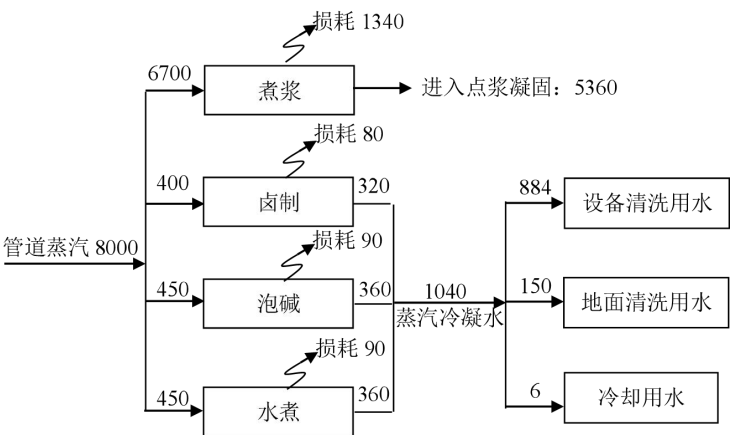 损耗 1340
6700
煮浆
进入点浆凝固：5360
损耗 80
400
卤制
320
884
设备清洗用水
管道蒸汽 8000
损耗 90
450
泡碱
360
1040
蒸汽冷凝水
150
地面清洗用水
损耗 90
450
水煮
360
6
冷却用水